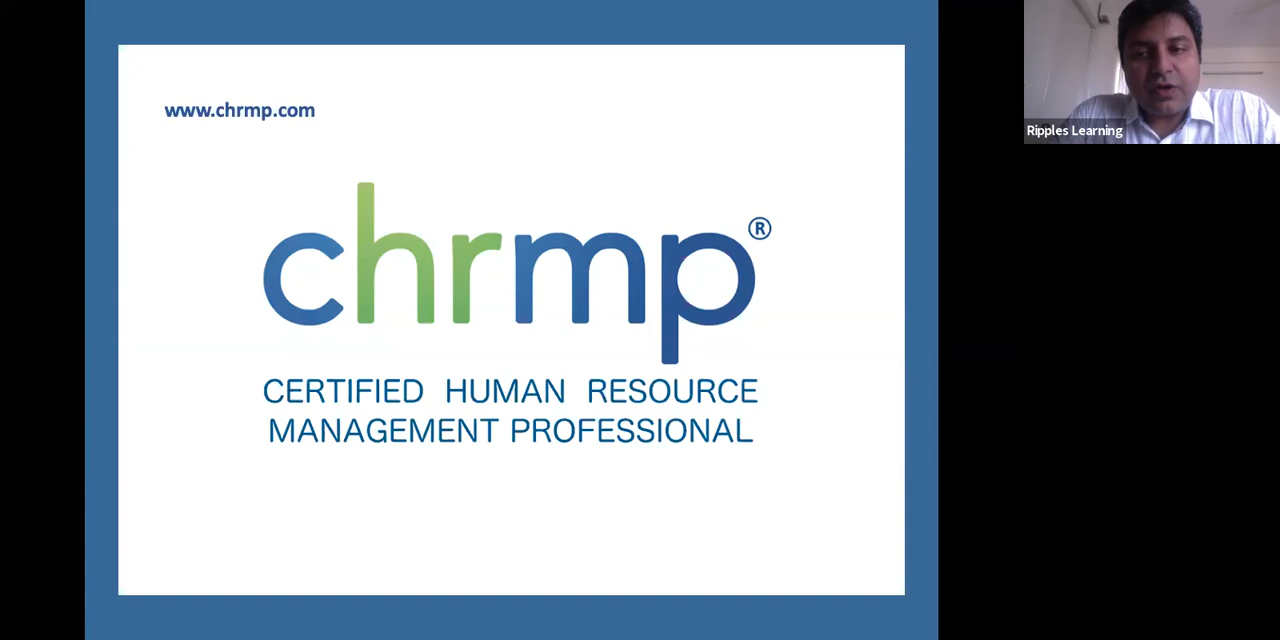 www.chrmp.com
chrmp®
CERTIFIED HUMAN RESOURCE
MANAGEMENT PROFESSIONAL
Ripples Learning